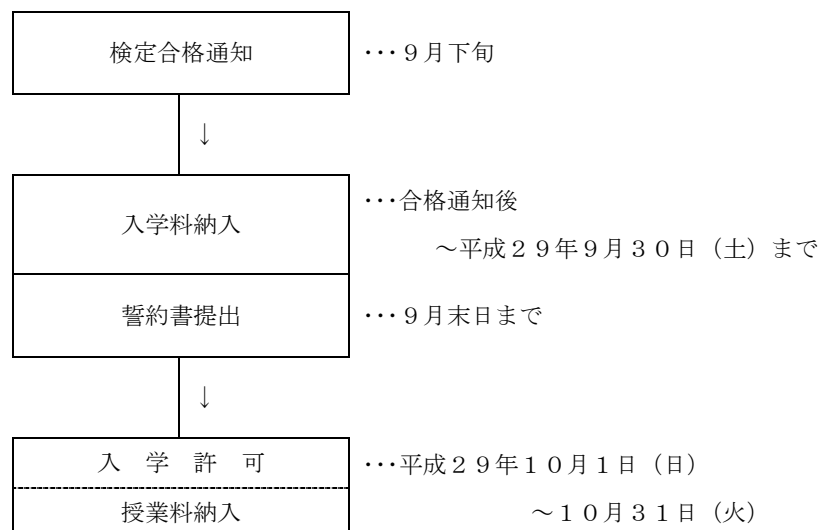 検定合格通知 ･･･９月下旬
↓
入学料納入 ･･･合格通知後
～平成２９年９月３０日（土）まで
誓約書提出 ･･･９月末日まで
↓
入　学　許　可 ･･･平成２９年１０月１日（日）
授業料納入 ～１０月３１日（火）